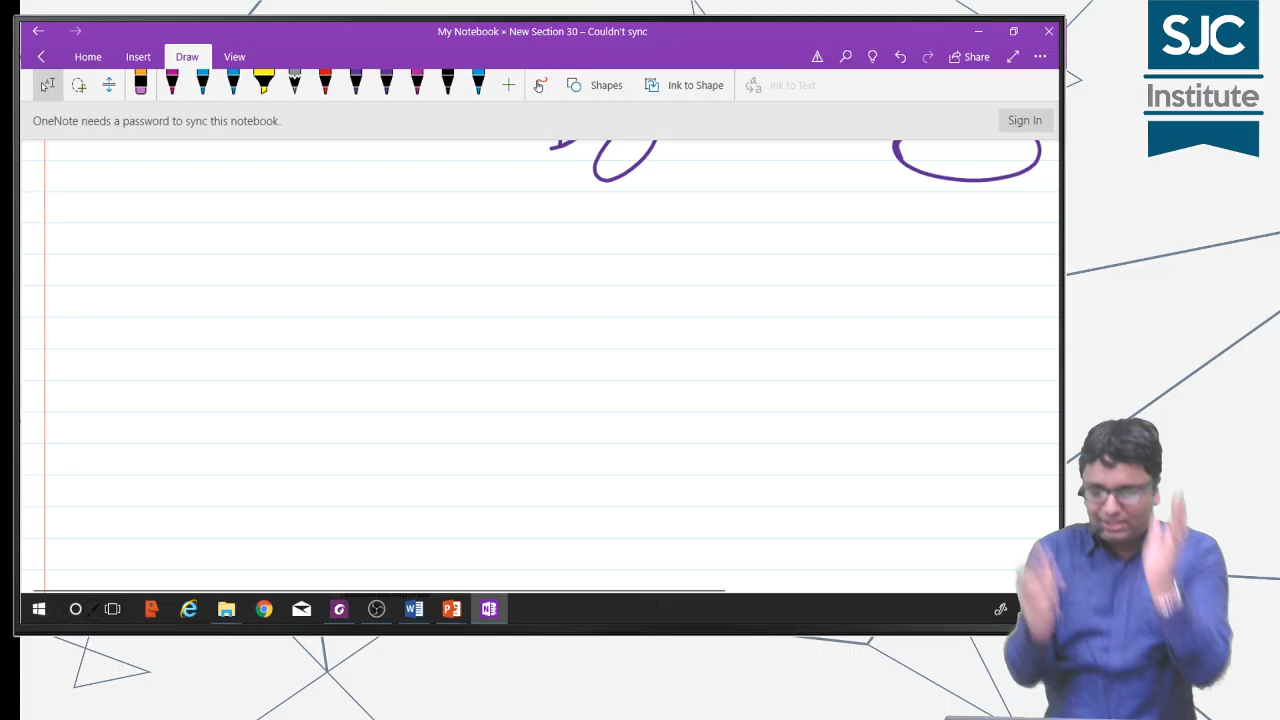 My Notebook » New Section 30 – Couldn't sync
Home Insert Draw View Share
Shapes Ink to Shape Ink to Text
OneNote needs a password to sync this notebook. Sign In
SJC
Institute